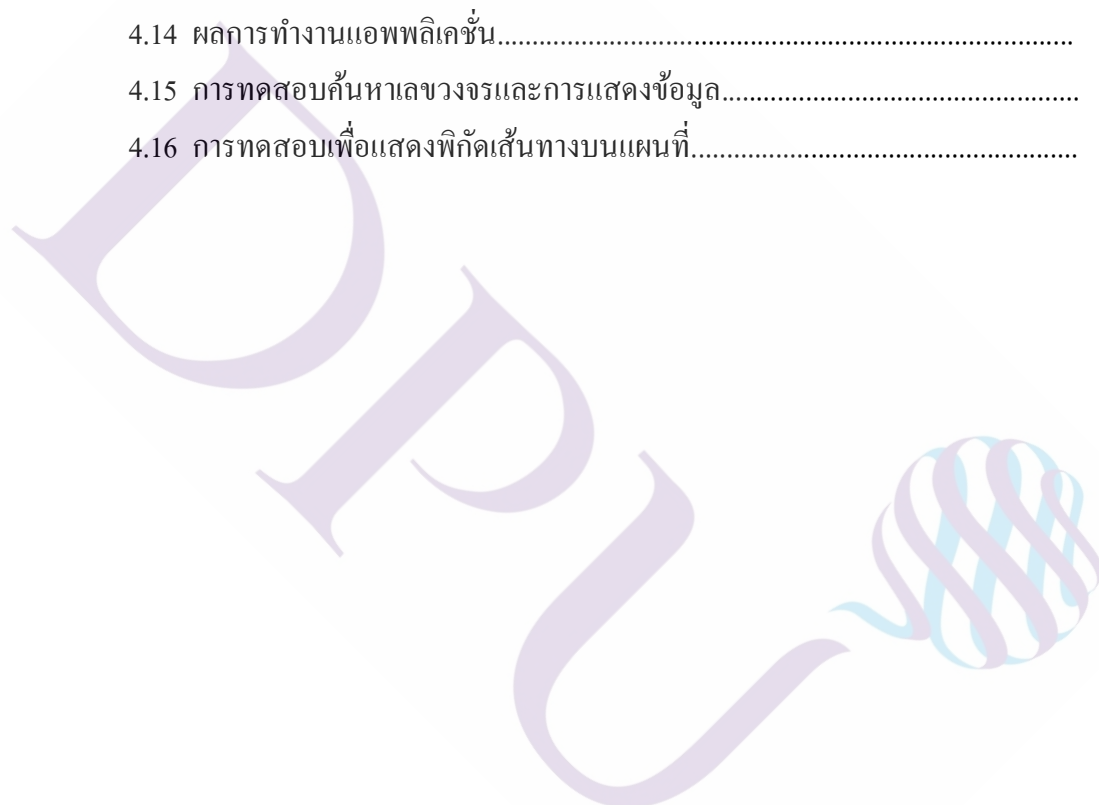 4.14 ผลการทำงานแอพพลิเคชั่น...........................................................................
4.15 การทดสอบค้นหาเลขวงจรและการแสดงข้อมูล...............................................
4.16 การทดสอบเพื่อแสดงพิกัดเส้นทางบนแผนที่..................................................
DPU